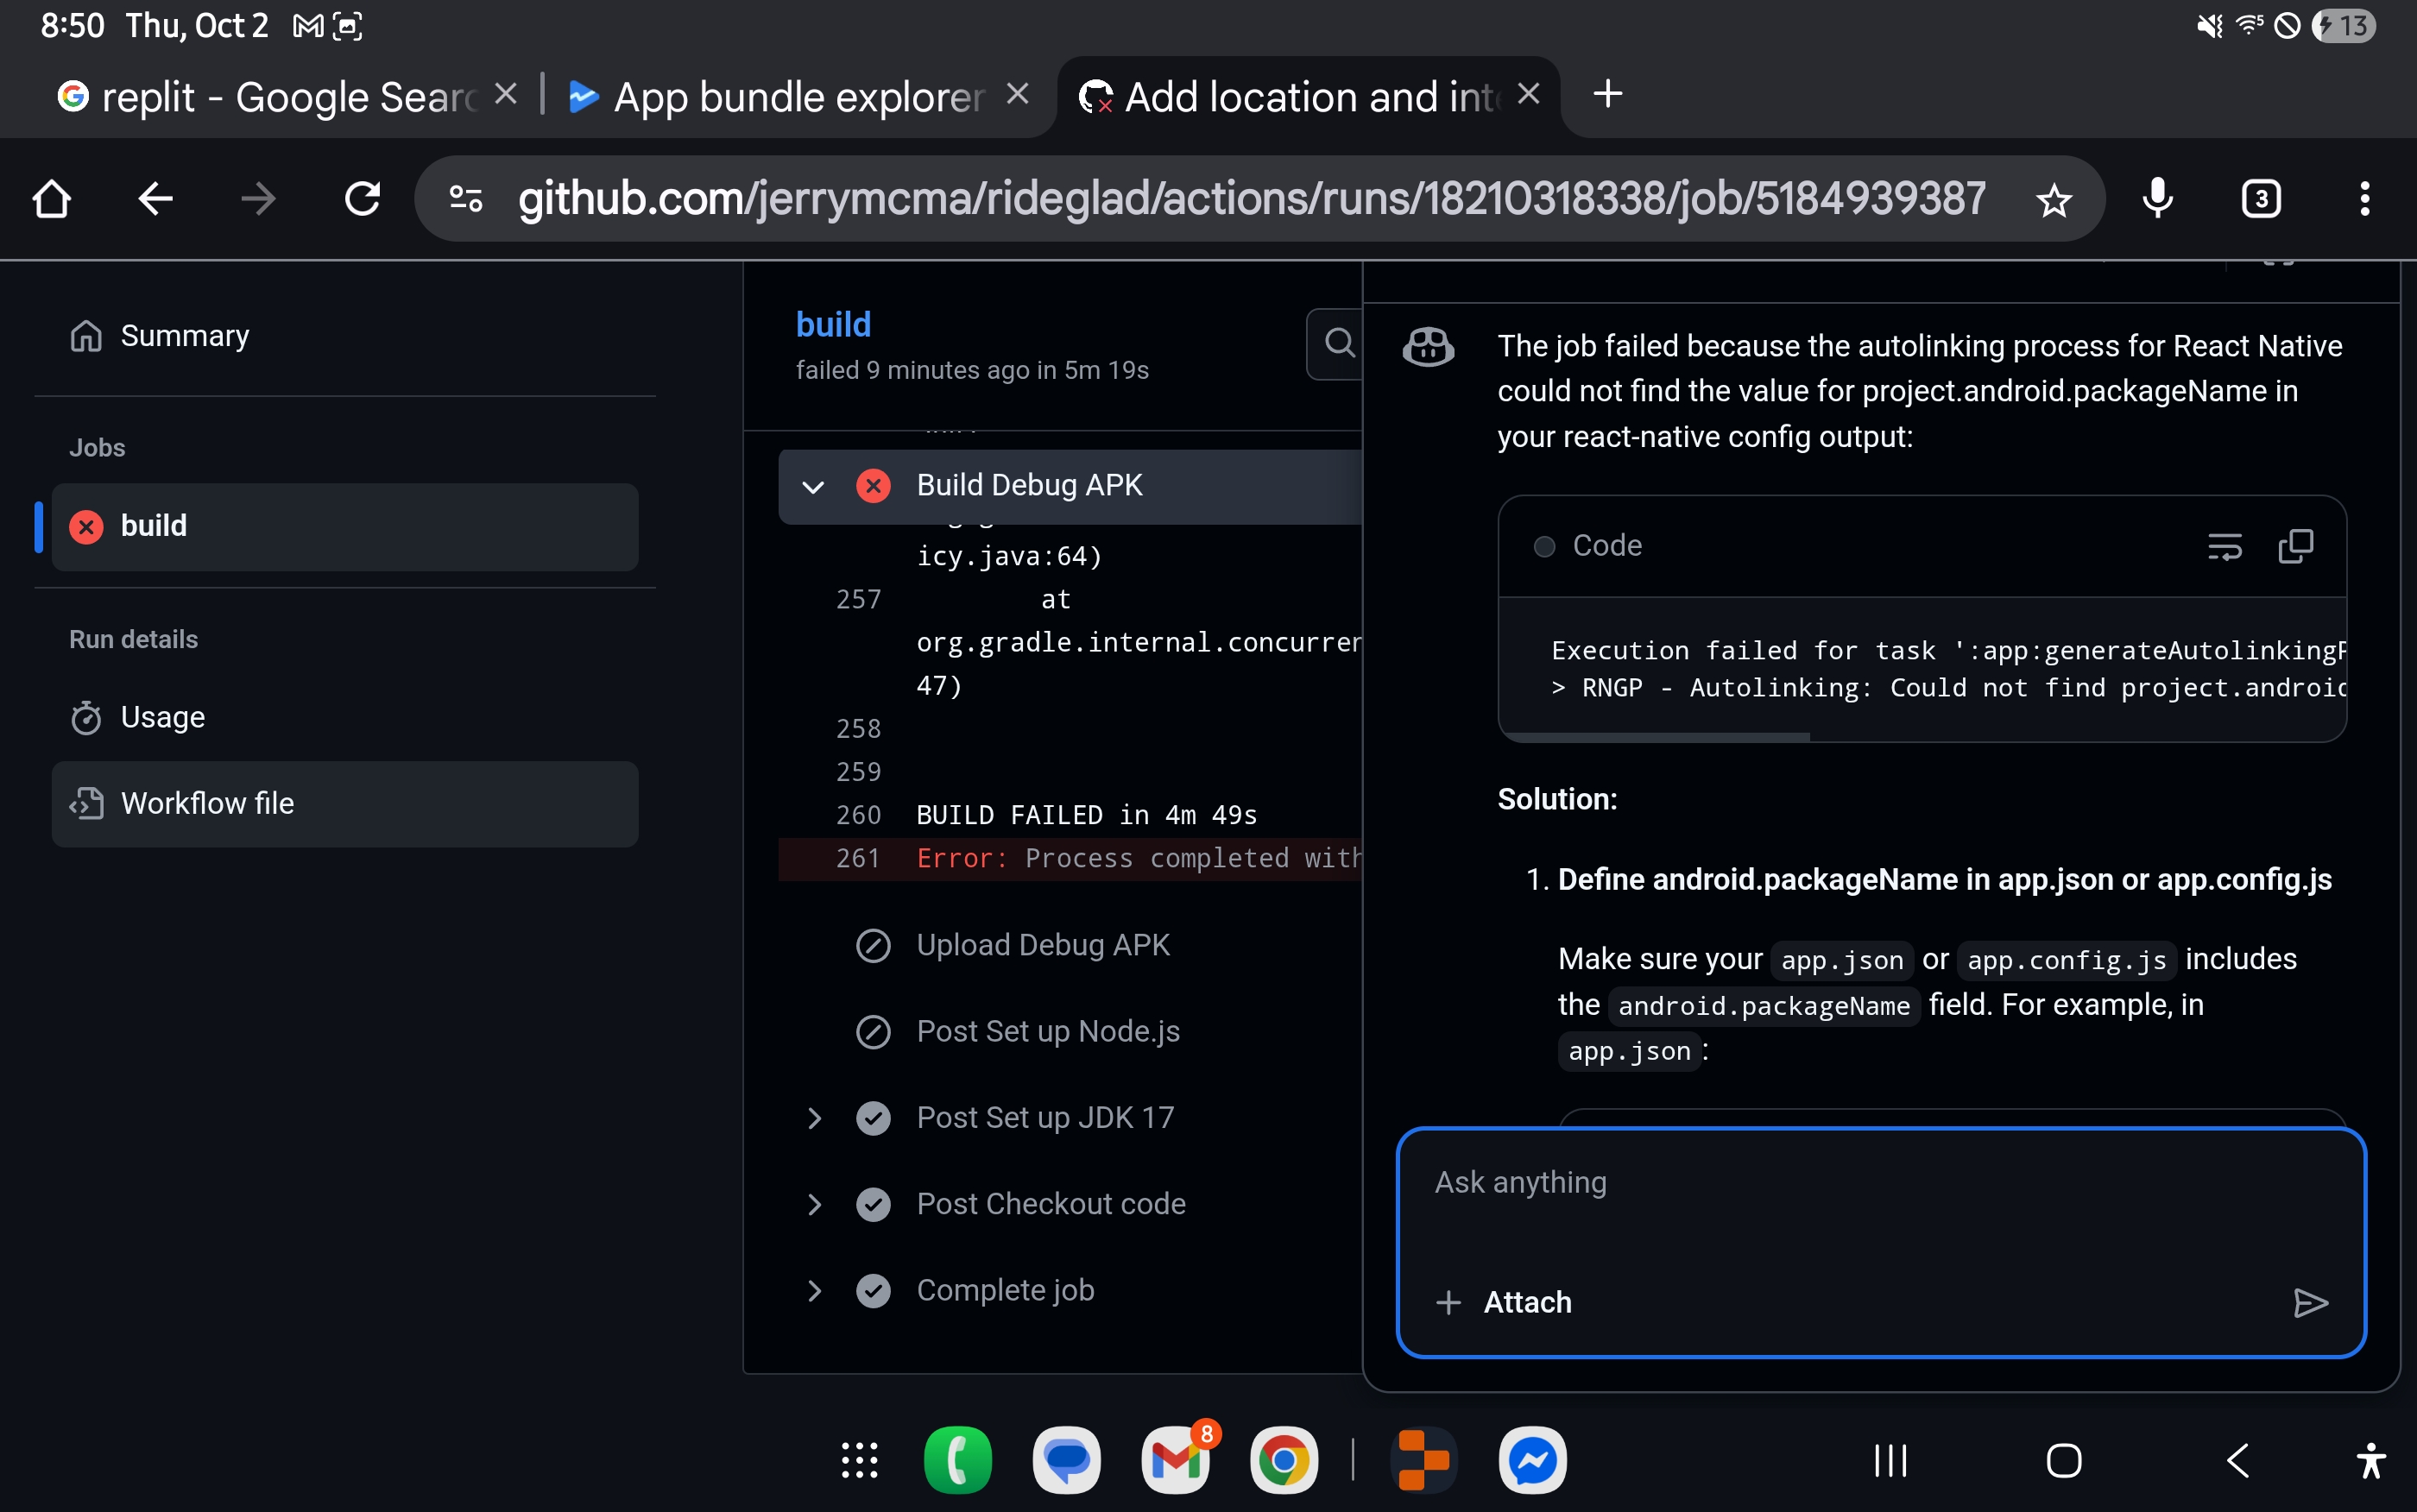 8:50 Thu, Oct 2
13
replit - Google Searc
App bundle explorer
Add location and inte
github.com/jerrymcma/rideglad/actions/runs/18210318338/job/5184939387
3
Summary
Jobs
build
Run details
Usage
Workflow file
build
failed 9 minutes ago in 5m 19s
Build Debug APK
icy.java:64)
257 at
org.gradle.internal.concurren
47)
258
259
260 BUILD FAILED in 4m 49s
261 Error: Process completed with
Upload Debug APK
Post Set up Node.js
Post Set up JDK 17
Post Checkout code
Complete job
The job failed because the autolinking process for React Native
could not find the value for project.android.packageName in
your react-native config output:
Code
Execution failed for task ':app:generateAutolinkingP
> RNGP - Autolinking: Could not find project.android
Solution:
1. Define android.packageName in app.json or app.config.js
Make sure your app.json or app.config.js includes
the android.packageName field. For example, in
app.json:
Ask anything
Attach
8